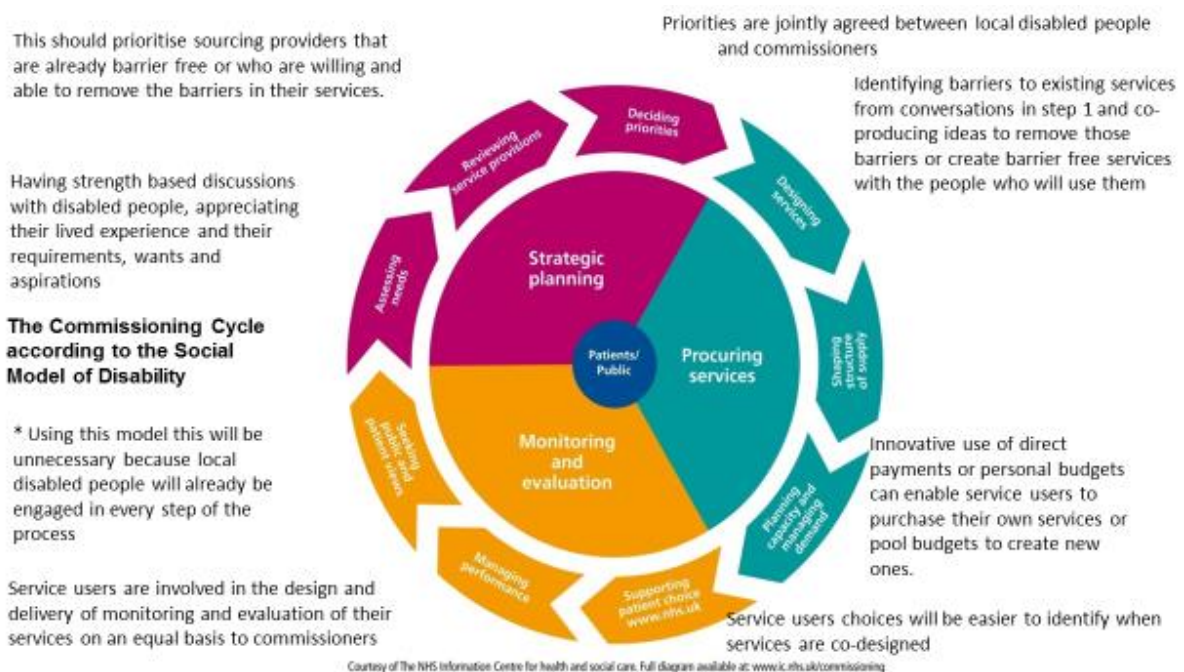 This should prioritise sourcing providers that
are already barrier free or who are willing and
able to remove the barriers in their services.
Priorities are jointly agreed between local disabled people
and commissioners
Identifying barriers to existing services
from conversations in step 1 and co-
producing ideas to remove those
barriers or create barrier free services
with the people who will use them
Having strength based discussions
with disabled people, appreciating
their lived experience and their
requirements, wants and
aspirations
The Commissioning Cycle
according to the Social
Model of Disability
* Using this model this will be
unnecessary because local
disabled people will already be
engaged in every step of the
process
Service users are involved in the design and
delivery of monitoring and evaluation of their
services on an equal basis to commissioners
Innovative use of direct
payments or personal budgets
can enable service users to
purchase their own services or
pool budgets to create new
ones.
Service users choices will be easier to identify when
services are co-designed
Deciding
priorities
Designing
services
Shaping
structure
of supply
Planning
capacity and
managing
demand
Supporting
patient choice
www.nhs.uk
Managing
performance
Seeking
public and
patient views
Assessing
needs
Reviewing
service provisions
Strategic
planning
Procuring
services
Monitoring
and
evaluation
Patients/
Public
Courtesy of The NHS Information Centre for health and social care. Full diagram available at: www.ic.nhs.uk/commissioning